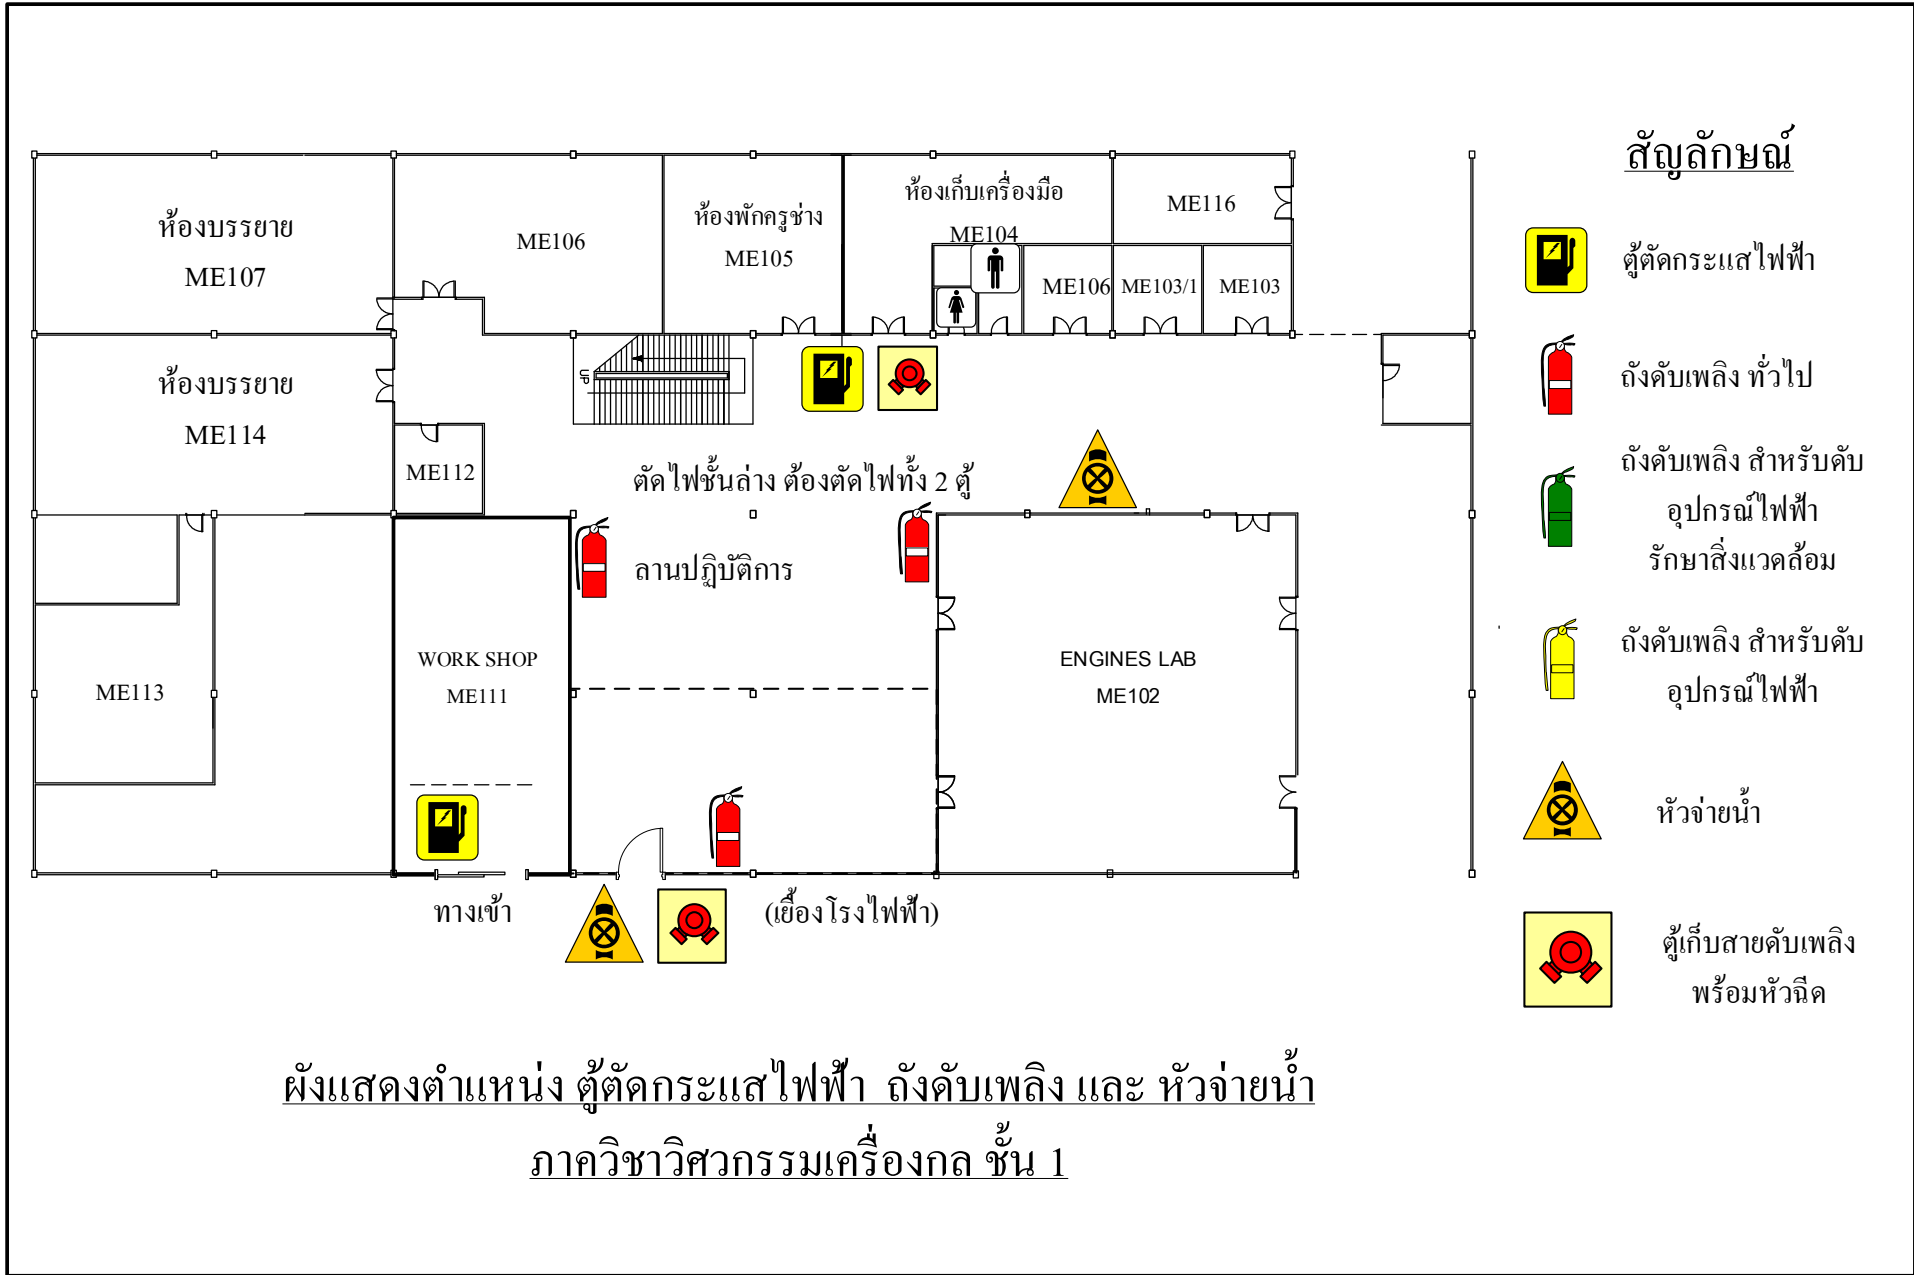 สัญลักษณ์
ห้องบรรยาย
ME107
ME106
ห้องพักครูช่าง
ME105
ห้องเก็บเครื่องมือ
ME104
ME116
ME106
ME103/1
ME103
ตู้ตัดกระแสไฟฟ้า
ห้องบรรยาย
ME114
UP
ถังดับเพลิง ทั่วไป
ME112
ตัดไฟชั้นล่าง ต้องตัดไฟทั้ง 2 ตู้
ถังดับเพลิง สำหรับดับ
อุปกรณ์ไฟฟ้า
รักษาสิ่งแวดล้อม
ลานปฏิบัติการ
ME113
WORK SHOP
ME111
ENGINES LAB
ME102
ถังดับเพลิง สำหรับดับ
อุปกรณ์ไฟฟ้า
หัวจ่ายน้ำ
ทางเข้า
(เยื้องโรงไฟฟ้า)
ตู้เก็บสายดับเพลิง
พร้อมหัวฉีด
ผังแสดงตำแหน่ง ตู้ตัดกระแสไฟฟ้า ถังดับเพลิง และ หัวจ่ายน้ำ
ภาควิชาวิศวกรรมเครื่องกล ชั้น 1